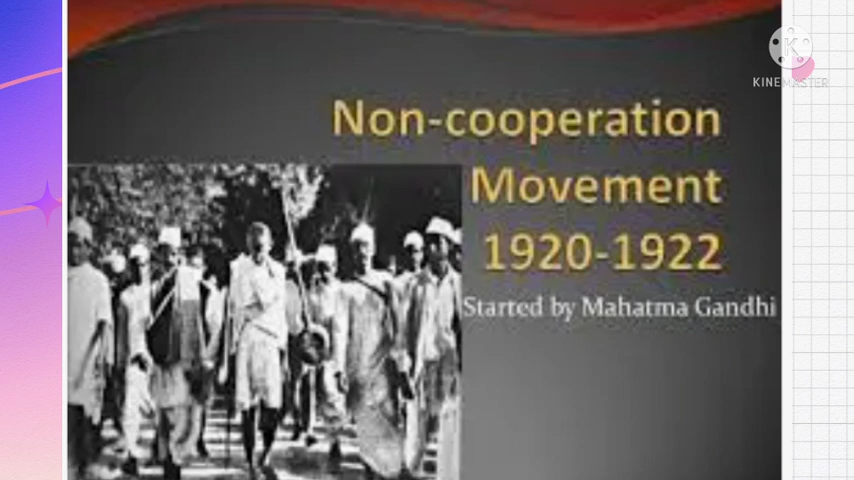 KINEMASTER
Non-cooperation
Movement
1920-1922
Started by Mahatma Gandhi